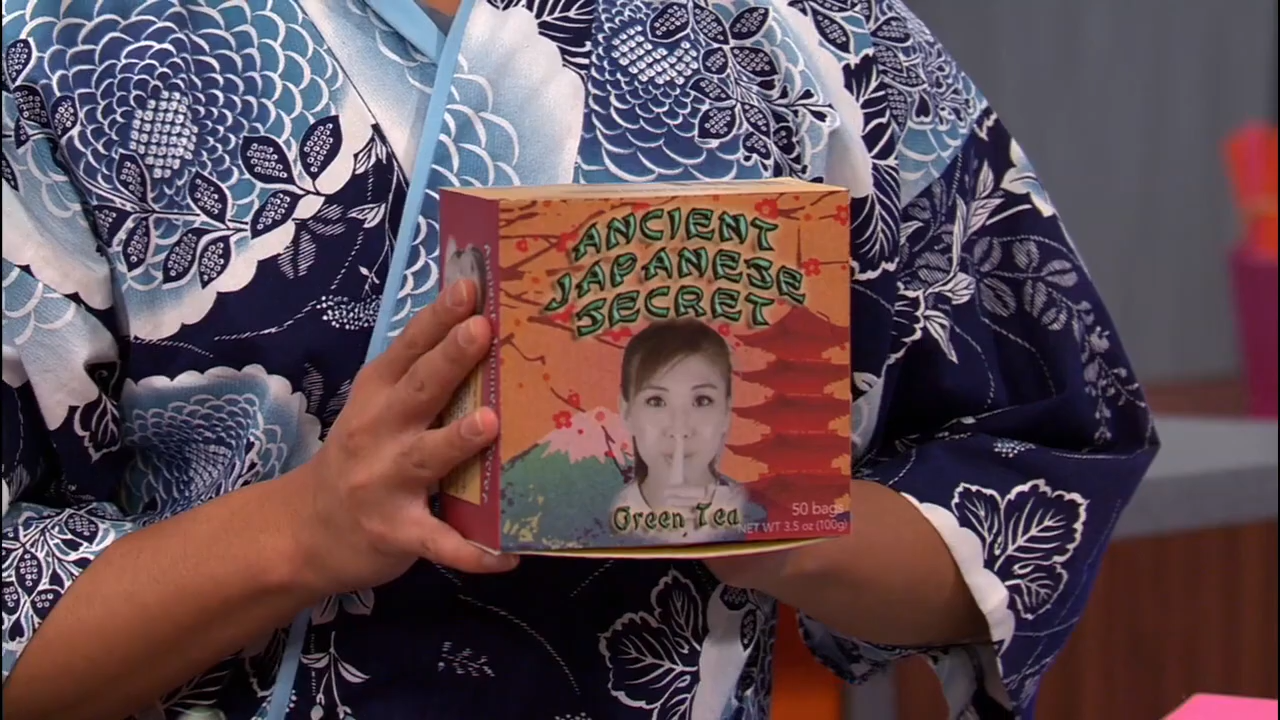 ANCIENT
JAPANESE
SECRET
Green Tea
50 bags
NET WT 3.5 oz (100g)